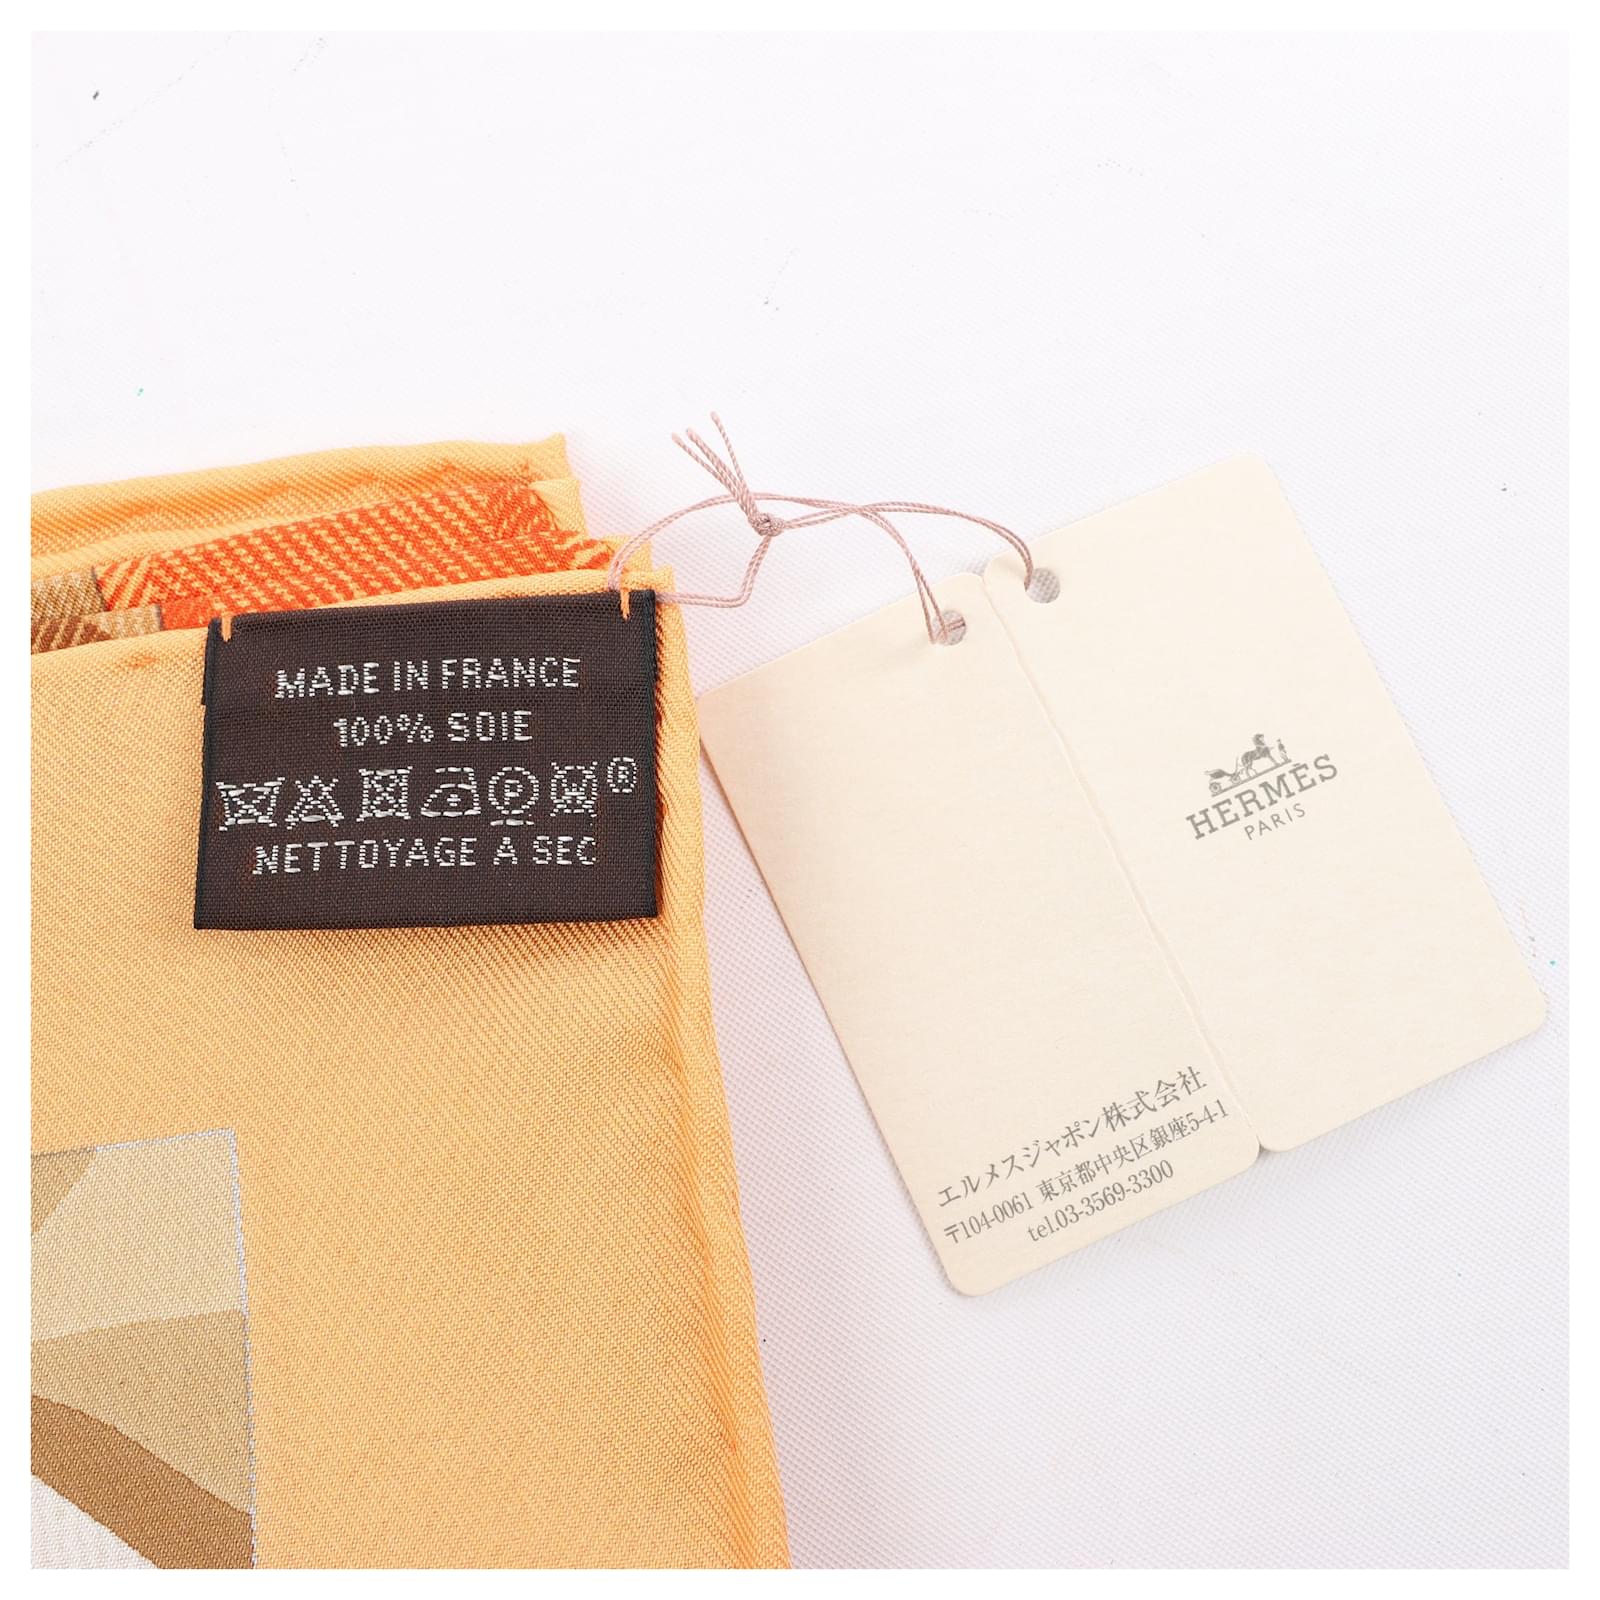 MADE IN FRANCE
100% SOIE
®
NETTOYAGE A SEC
HERMÈS
PARIS
エルメスジャポン株式会社
〒104-0061 東京都中央区銀座5-4-1
tel.03-3569-3300